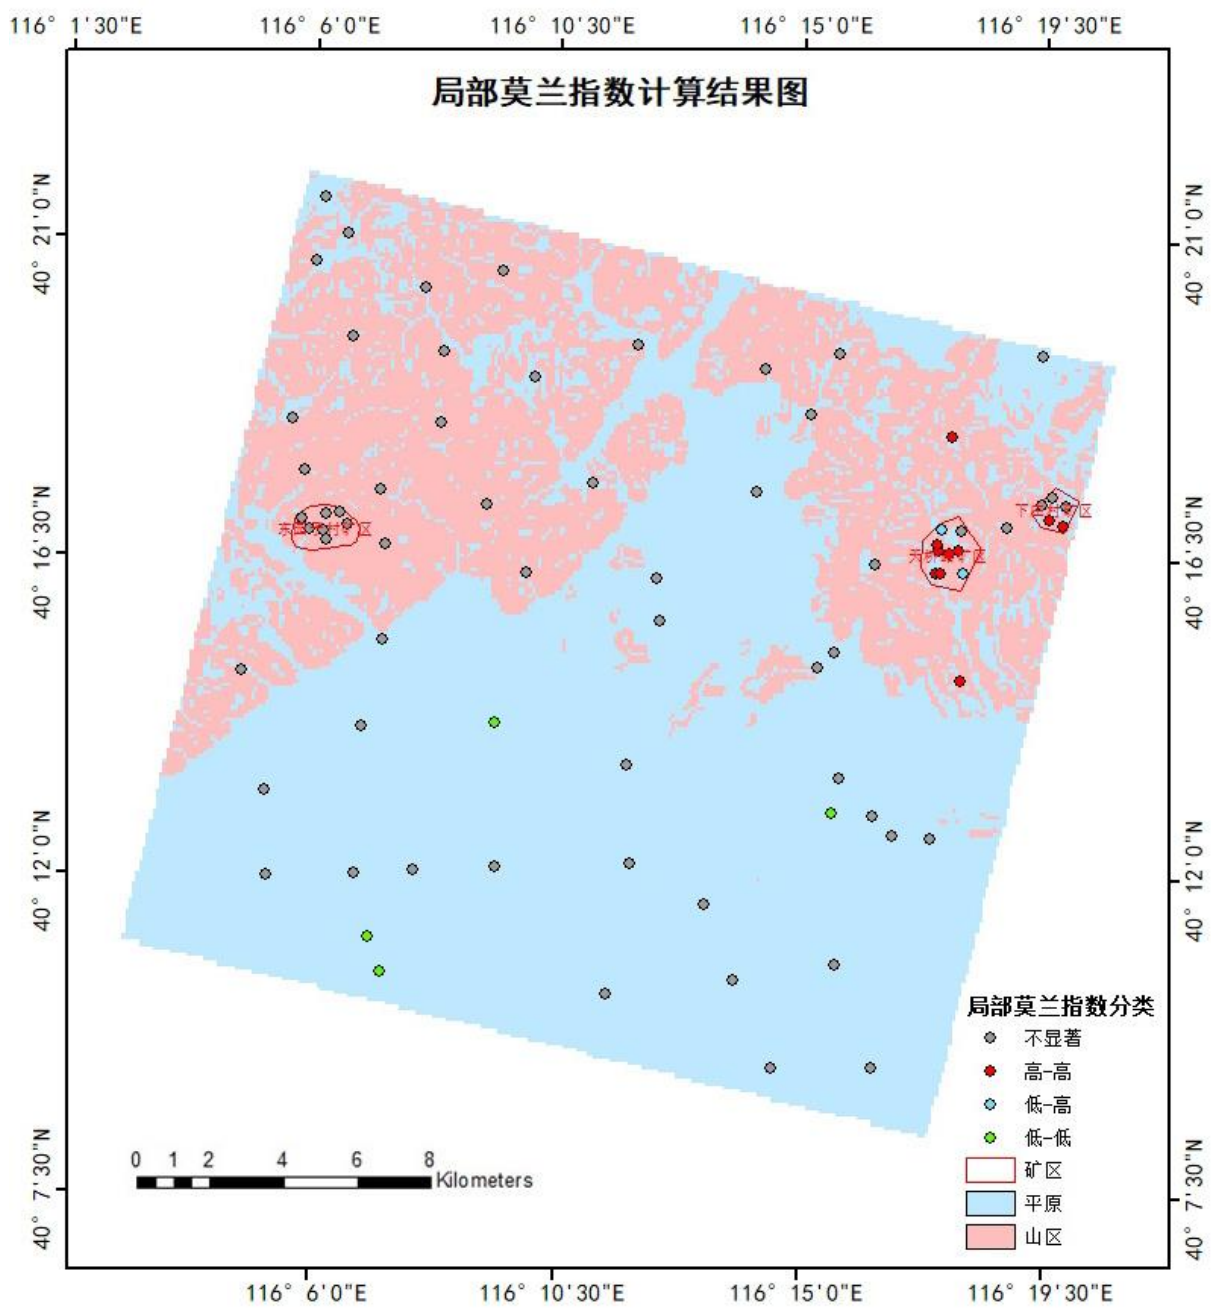 116° 1'30"E 116° 6'0"E 116° 10'30"E 116° 15'0"E 116° 19'30"E
局部莫兰指数计算结果图
40° 21'0"N
40° 21'0"N
40° 16'30"N
40° 16'30"N
40° 12'0"N
40° 12'0"N
40° 7'30"N
40° 7'30"N
局部莫兰指数分类
不显著
高-高
低-高
低-低
矿区
平原
山区
0 1 2 4 6 8
Kilometers
116° 6'0"E 116° 10'30"E 116° 15'0"E 116° 19'30"E